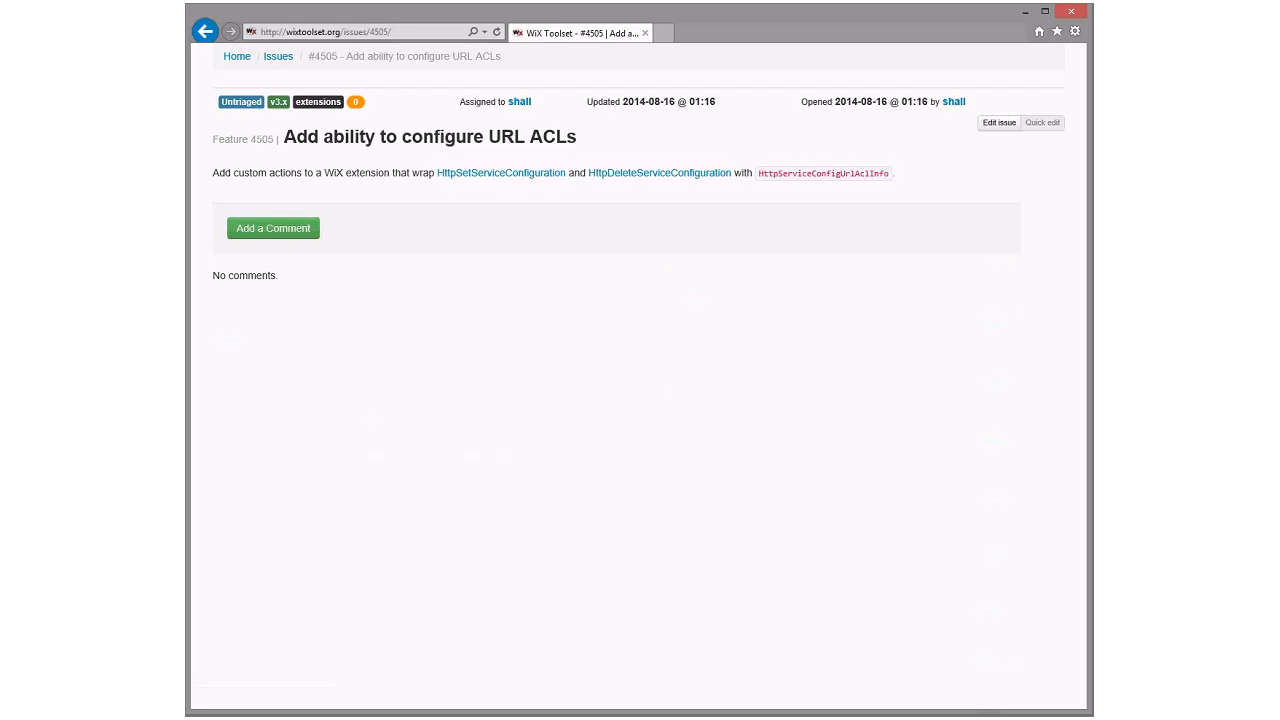 http://wixtoolset.org/issues/4505/
WiX Toolset - #4505 | Add a...
Home / Issues / #4505 - Add ability to configure URL ACLs
Untriaged v3.x extensions 0 Assigned to shall Updated 2014-08-16 @ 01:16 Opened 2014-08-16 @ 01:16 by shall
Edit issue Quick edit
Feature 4505 | Add ability to configure URL ACLs
Add custom actions to a WiX extension that wrap HttpSetServiceConfiguration and HttpDeleteServiceConfiguration with HttpServiceConfigUrlAclInfo.
Add a Comment
No comments.